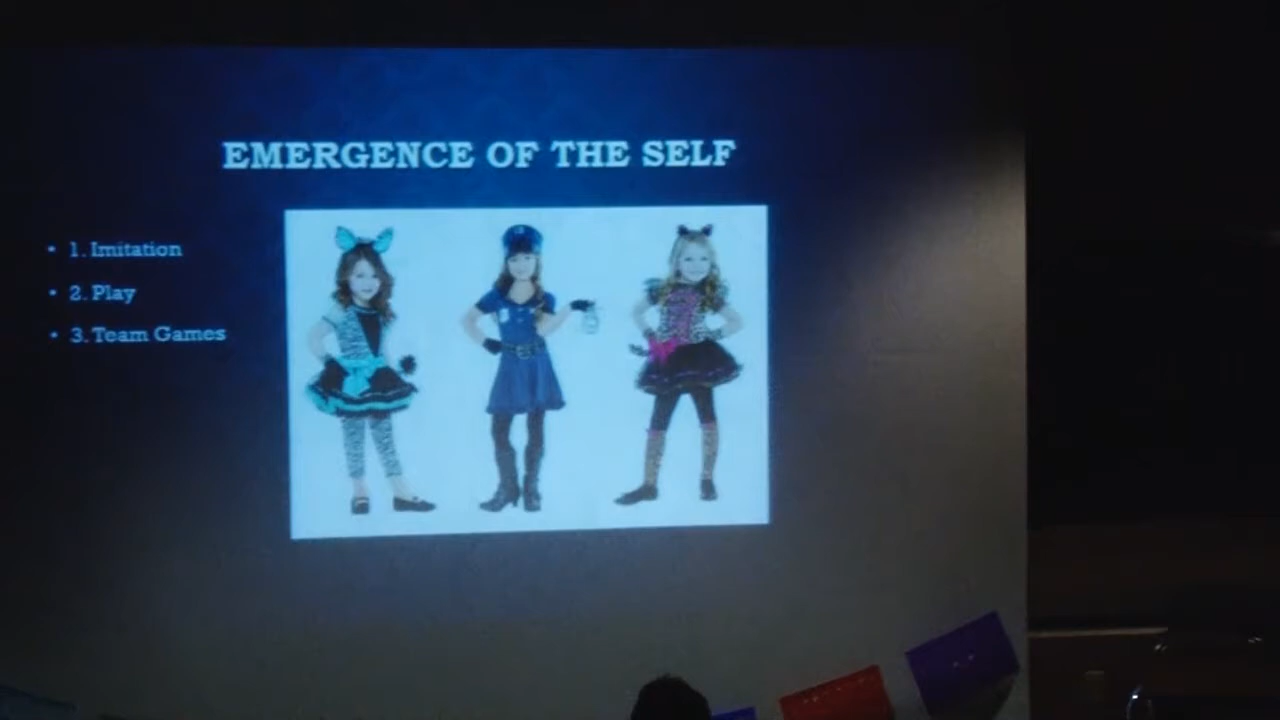 EMERGENCE OF THE SELF
• 1. Imitation
• 2. Play
• 3. Team Games